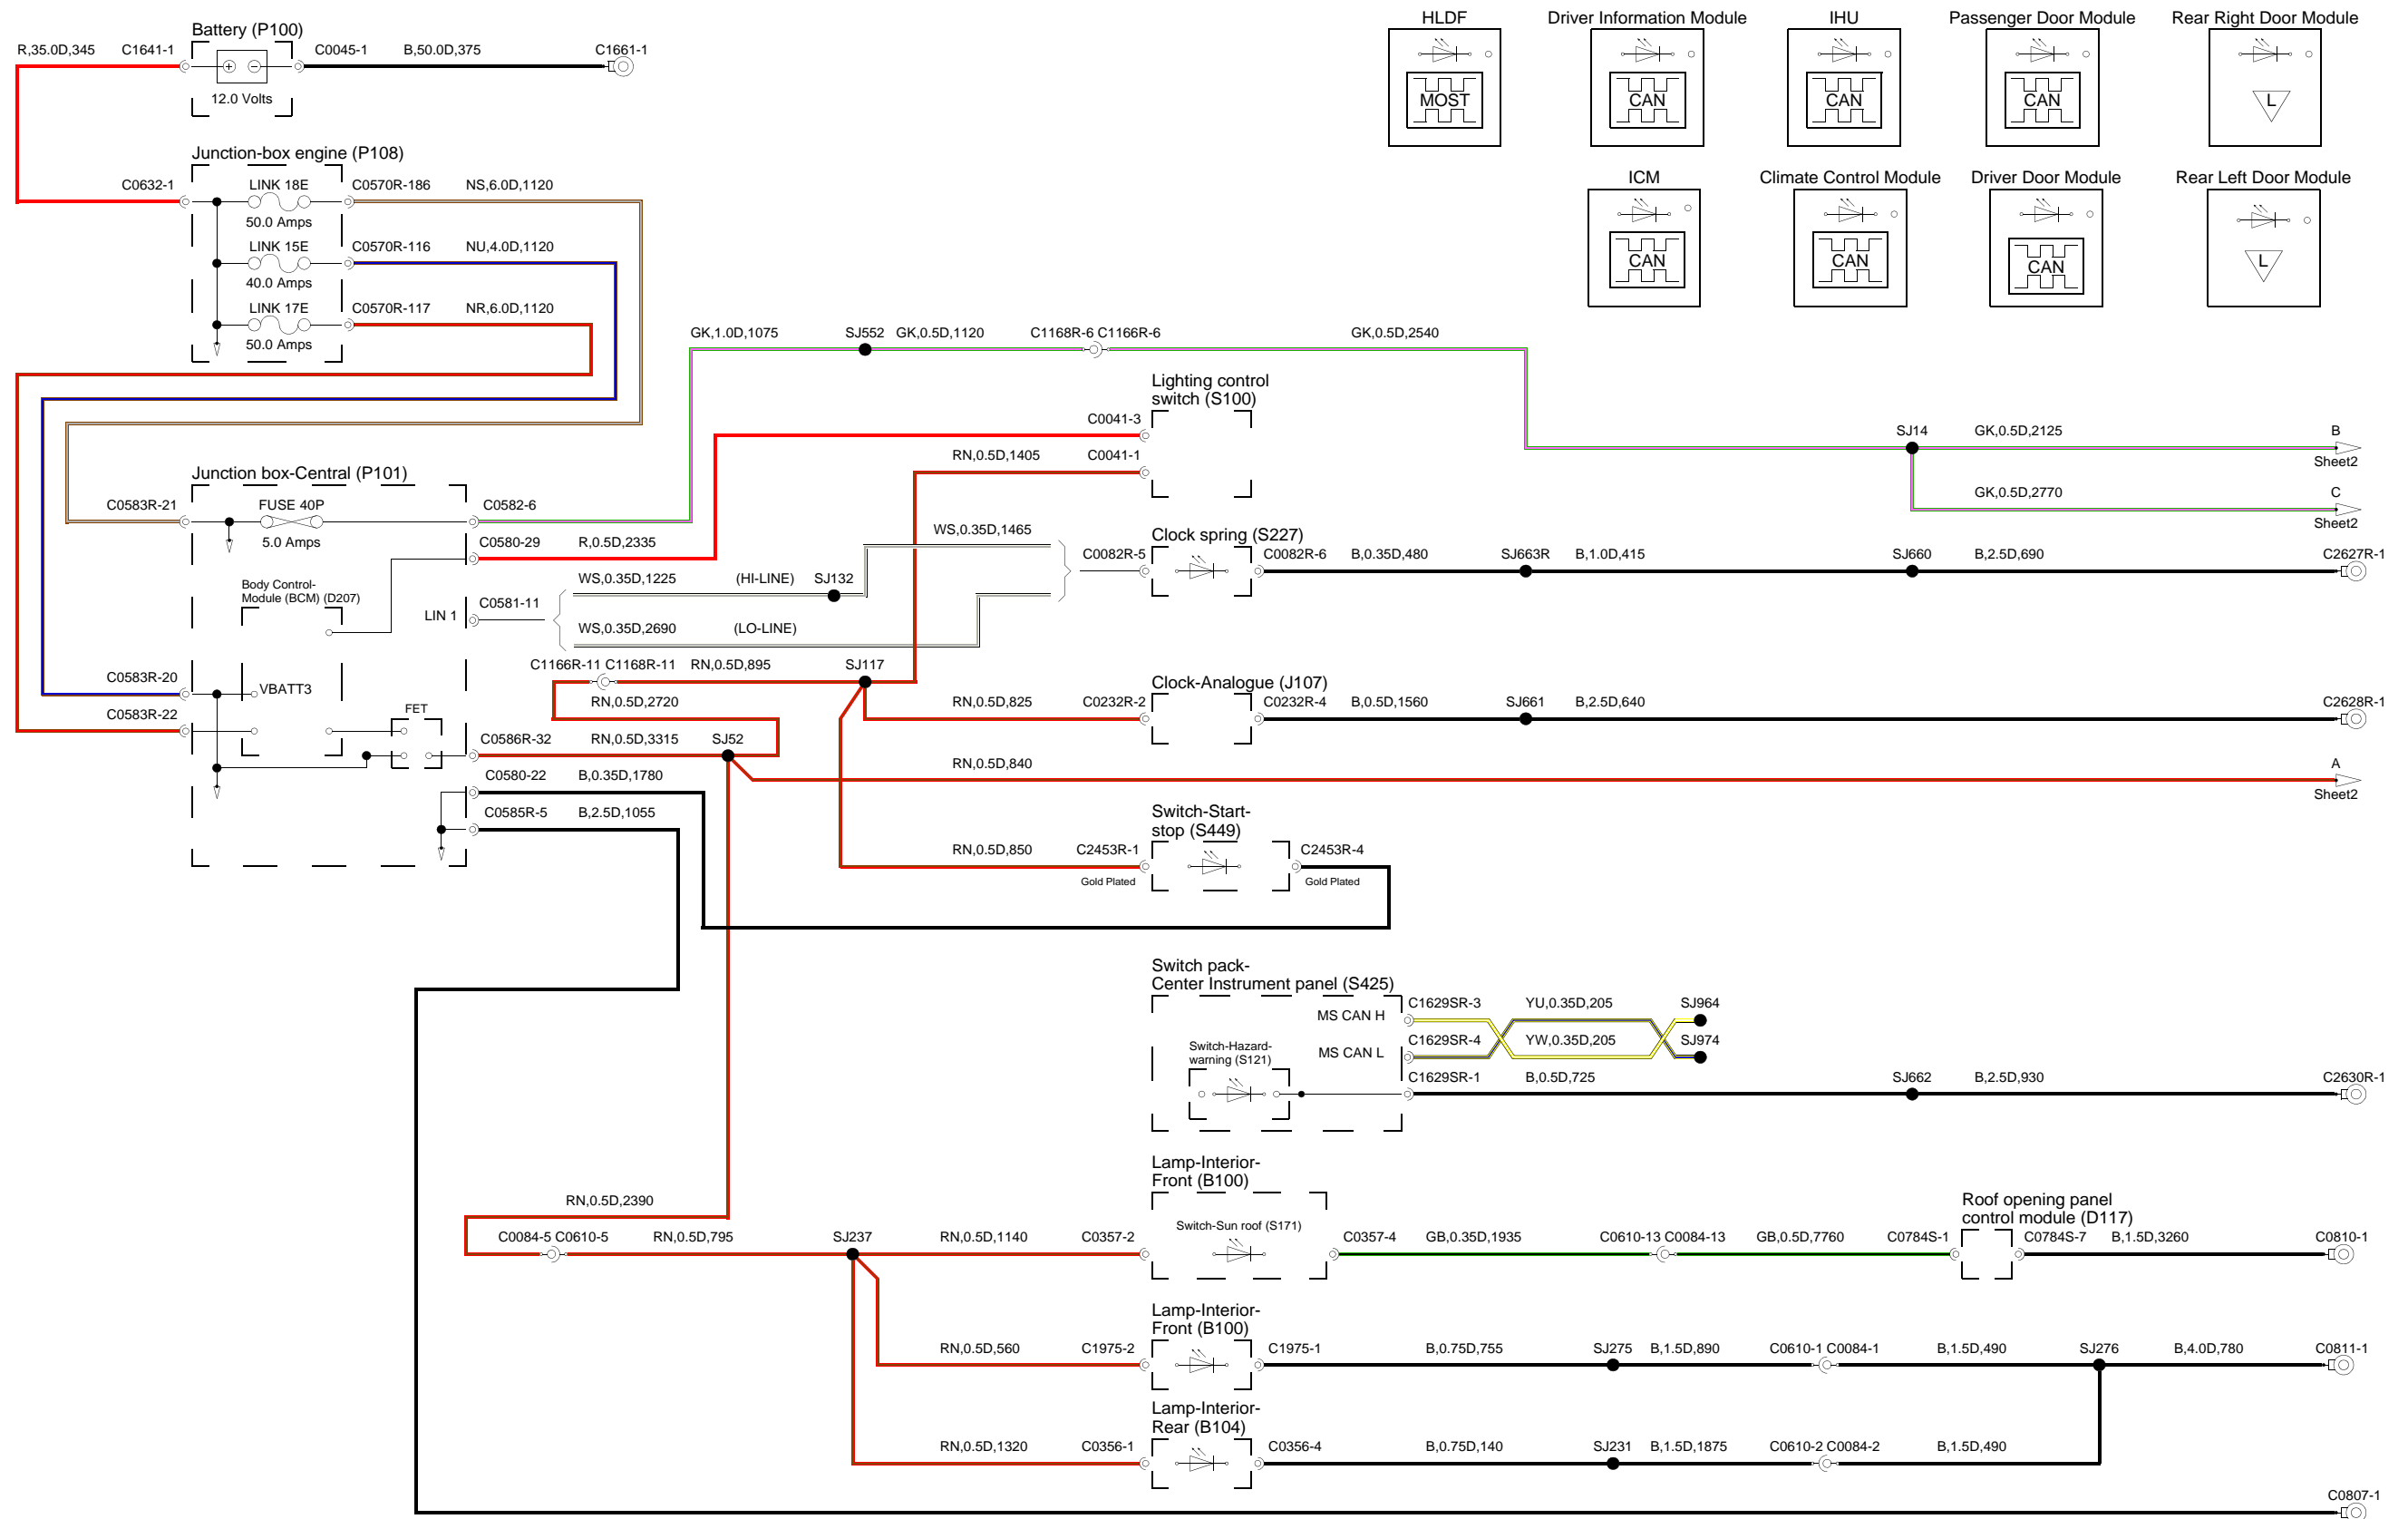 Battery (P100)
R,35.0D,345 C1641-1 C0045-1 B,50.0D,375 C1661-1
12.0 Volts
HLDF
MOST
Driver Information Module
CAN
IHU
CAN
Passenger Door Module
CAN
Rear Right Door Module
L
ICM
CAN
Climate Control Module
CAN
Driver Door Module
CAN
Rear Left Door Module
L
Junction-box engine (P108)
C0632-1 LINK 18E C0570R-186 NS,6.0D,1120
50.0 Amps
LINK 15E C0570R-116 NU,4.0D,1120
40.0 Amps
LINK 17E C0570R-117 NR,6.0D,1120
50.0 Amps
GK,1.0D,1075 SJ552 GK,0.5D,1120 C1168R-6 C1166R-6 GK,0.5D,2540
Lighting control
switch (S100)
C0041-3
RN,0.5D,1405 C0041-1
SJ14 GK,0.5D,2125 B
Sheet2
GK,0.5D,2770 C
Sheet2
Junction box-Central (P101)
C0583R-21 FUSE 40P C0582-6
5.0 Amps
C0580-29 R,0.5D,2335
WS,0.35D,1465
Clock spring (S227)
C0082R-5 C0082R-6 B,0.35D,480 SJ663R B,1.0D,415 SJ660 B,2.5D,690 C2627R-1
Body Control-
Module (BCM) (D207)
WS,0.35D,1225 (HI-LINE) SJ132
LIN 1 C0581-11
WS,0.35D,2690 (LO-LINE)
C1166R-11 C1168R-11 RN,0.5D,895 SJ117
C0583R-20 VBATT3
RN,0.5D,2720
Clock-Analogue (J107)
RN,0.5D,825 C0232R-2 C0232R-4 B,0.5D,1560 SJ661 B,2.5D,640 C2628R-1
C0583R-22 FET
C0586R-32 RN,0.5D,3315 SJ52
RN,0.5D,840 A
Sheet2
C0580-22 B,0.35D,1780
C0585R-5 B,2.5D,1055
Switch-Start-
stop (S449)
RN,0.5D,850 C2453R-1 C2453R-4
Gold Plated Gold Plated
Switch pack-
Center Instrument panel (S425)
MS CAN H C1629SR-3 YU,0.35D,205 SJ964
MS CAN L C1629SR-4 YW,0.35D,205 SJ974
Switch-Hazard-
warning (S121)
C1629SR-1 B,0.5D,725 SJ662 B,2.5D,930 C2630R-1
Lamp-Interior-
Front (B100)
RN,0.5D,2390
Switch-Sun roof (S171)
Roof opening panel
control module (D117)
C0084-5 C0610-5 RN,0.5D,795 SJ237 RN,0.5D,1140 C0357-2 C0357-4 GB,0.35D,1935 C0610-13 C0084-13 GB,0.5D,7760 C0784S-1 C0784S-7 B,1.5D,3260 C0810-1
Lamp-Interior-
Front (B100)
RN,0.5D,560 C1975-2 C1975-1 B,0.75D,755 SJ275 B,1.5D,890 C0610-1 C0084-1 B,1.5D,490 SJ276 B,4.0D,780 C0811-1
Lamp-Interior-
Rear (B104)
RN,0.5D,1320 C0356-1 C0356-4 B,0.75D,140 SJ231 B,1.5D,1875 C0610-2 C0084-2 B,1.5D,490
C0807-1